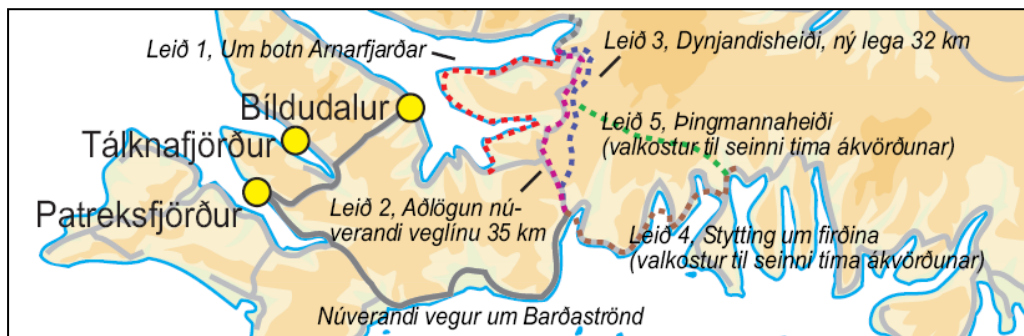 Leið 1, Um botn Arnarfjarðar
Leið 3, Dynjandisheiði, ný lega 32 km
Bíldudalur
Tálknafjörður
Patreksfjörður
Leið 5, Þingmannaheiði
(valkostur til seinni tima ákvörðunar)
Leið 2, Aðlögun nú-
verandi veglínu 35 km
Leið 4, Stytting um firðina
(valkostur til seinni tíma ákvörðunar)
Núverandi vegur um Barðaströnd